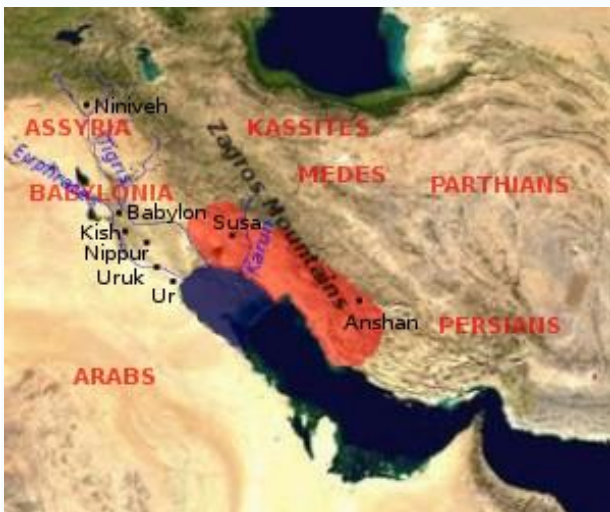 Niniveh
ASSYRIA
Tigris
Euphrates
BABYLONIA
Babylon
Kish
Nippur
Uruk
Ur
Zagros Mountains
KASSITES
MEDES
PARTHIANS
Susa
Karun
Anshan
PERSIANS
ARABS